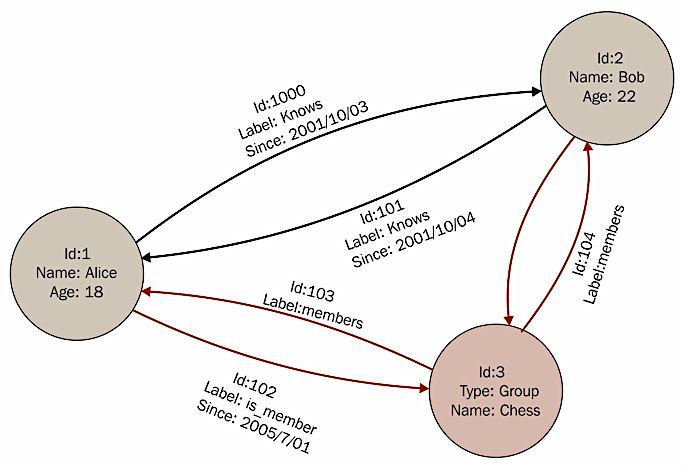 Id:2
Name: Bob
Age: 22
Id:1000
Label: Knows
Since: 2001/10/03
Id:101
Label: Knows
Since: 2001/10/04
Id:1
Name: Alice
Age: 18
Id:104
Label:members
Id:103
Label:members
Id:3
Type: Group
Name: Chess
Id:102
Label: is_member
Since: 2005/7/01